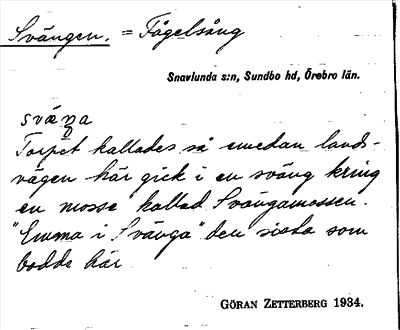 Svängen. = Fågelsång
Snavlunda s:n, Sundbo hd, Örebro län.
sväŋa
Torpet kallades så emedan lands-
vägen här gick i en sväng kring
en mosse kallad Svängamossen.
"Emma i Svänga" den sista som
bodde här
GÖRAN ZETTERBERG 1934.